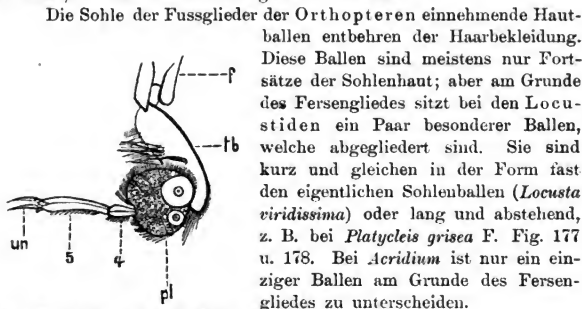 Die Sohle der Fussglieder der Orthopteren einnehmende Haut-
ballen entbehren der Haarbekleidung.
Diese Ballen sind meistens nur Fort-
sätze der Sohlenhaut; aber am Grunde
des Fersengliedes sitzt bei den Locu-
stiden ein Paar besonderer Ballen,
welche abgegliedert sind. Sie sind
kurz und gleichen in der Form fast
den eigentlichen Sohlenballen (Locusta
viridissima) oder lang und abstehend,
z. B. bei Platycleis grisea F. Fig. 177
u. 178. Bei Acridium ist nur ein ein-
ziger Ballen am Grunde des Fersen-
gliedes zu unterscheiden.
f
tb
un
5
4
pl